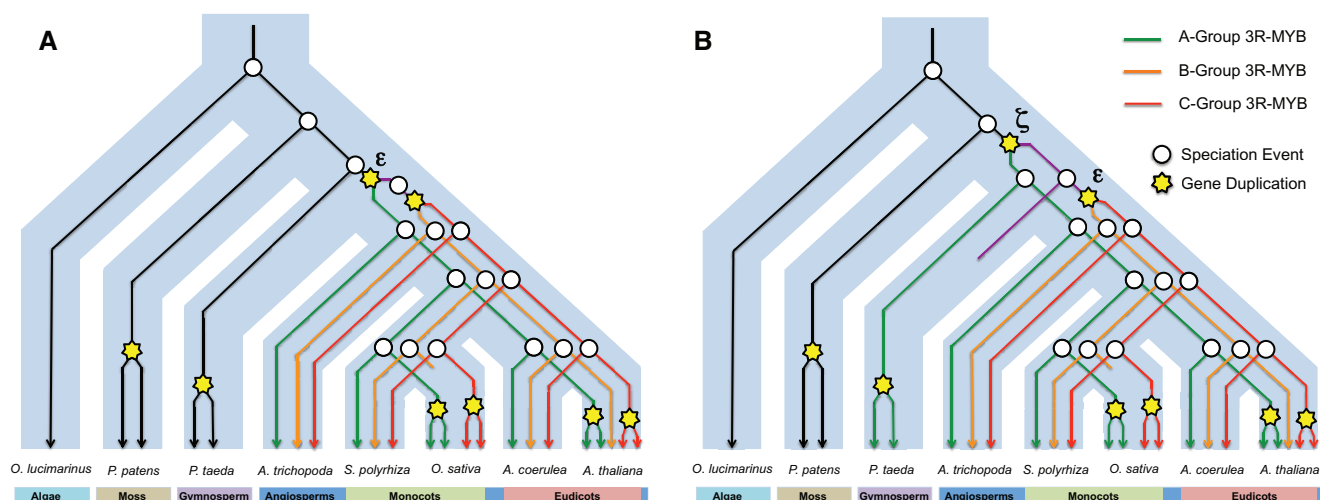 A
ε
O. lucimarinus P. patens P. taeda A. trichopoda S. polyrhiza O. sativa A. coerulea A. thaliana
Algae Moss Gymnosperm Angiosperms Monocots Eudicots
B
ζ
ε
A-Group 3R-MYB
B-Group 3R-MYB
C-Group 3R-MYB
Speciation Event
Gene Duplication
O. lucimarinus P. patens P. taeda A. trichopoda S. polyrhiza O. sativa A. coerulea A. thaliana
Algae Moss Gymnosperm Angiosperms Monocots Eudicots